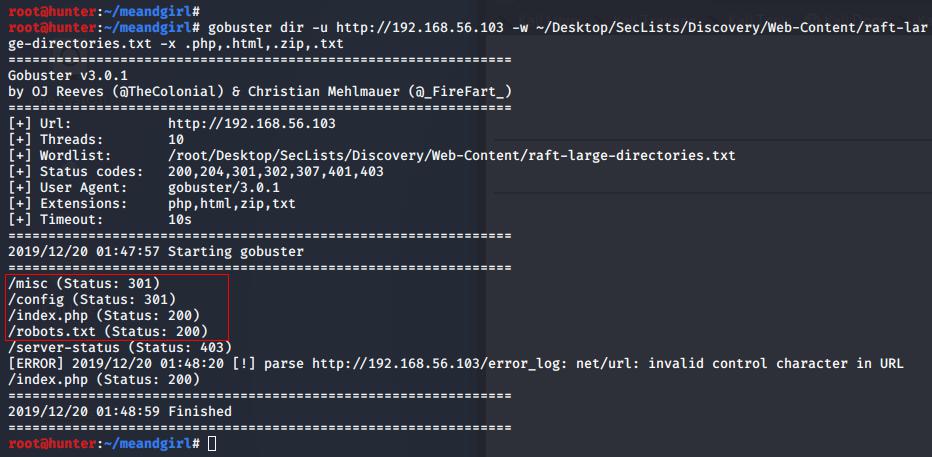 root@hunter:~/meandgirl#
root@hunter:~/meandgirl# gobuster dir -u http://192.168.56.103 -w ~/Desktop/SecLists/Discovery/Web-Content/raft-lar
ge-directories.txt -x .php,.html,.zip,.txt
===============================================================
Gobuster v3.0.1
by OJ Reeves (@TheColonial) & Christian Mehlmauer (@_FireFart_)
===============================================================
[+] Url:            http://192.168.56.103
[+] Threads:        10
[+] Wordlist:       /root/Desktop/SecLists/Discovery/Web-Content/raft-large-directories.txt
[+] Status codes:   200,204,301,302,307,401,403
[+] User Agent:     gobuster/3.0.1
[+] Extensions:     php,html,zip,txt
[+] Timeout:        10s
===============================================================
2019/12/20 01:47:57 Starting gobuster
===============================================================
/misc (Status: 301)
/config (Status: 301)
/index.php (Status: 200)
/robots.txt (Status: 200)
/server-status (Status: 403)
[ERROR] 2019/12/20 01:48:20 [!] parse http://192.168.56.103/error_log: net/url: invalid control character in URL
/index.php (Status: 200)
===============================================================
2019/12/20 01:48:59 Finished
===============================================================
root@hunter:~/meandgirl#